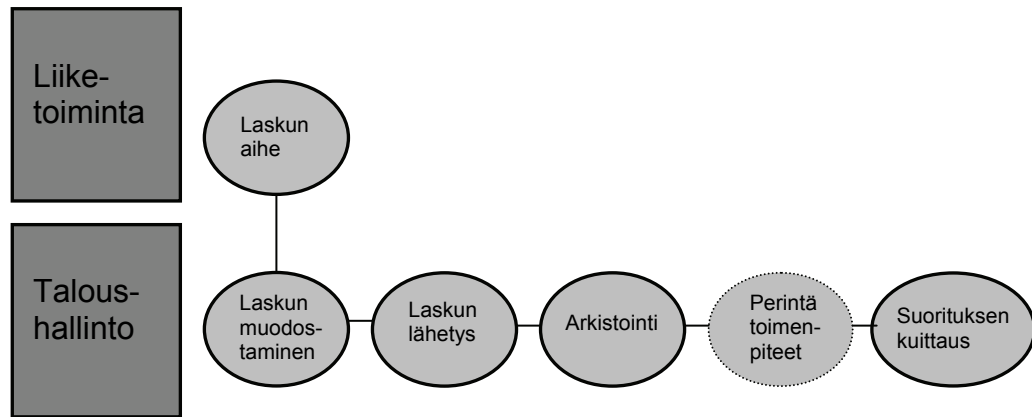 Liike-
toiminta
Laskun
aihe
Talous-
hallinto
Laskun
muodos-
taminen
Laskun
lähetys
Arkistointi
Perintä
toimen-
piteet
Suorituksen
kuittaus